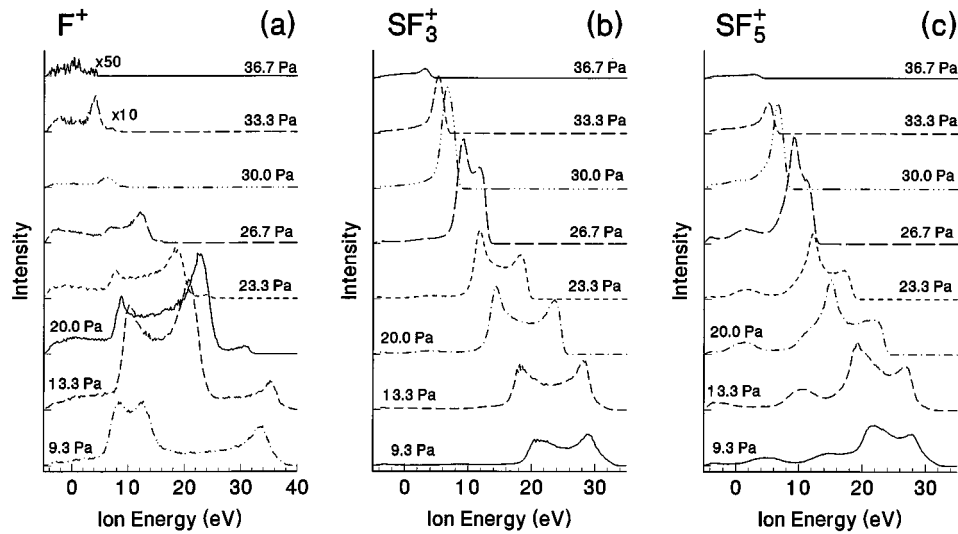 F+ (a)
x50
36.7 Pa
x10
33.3 Pa
30.0 Pa
26.7 Pa
23.3 Pa
20.0 Pa
13.3 Pa
9.3 Pa
Intensity
0 10 20 30 40
Ion Energy (eV)
SF3+ (b)
36.7 Pa
33.3 Pa
30.0 Pa
26.7 Pa
23.3 Pa
20.0 Pa
13.3 Pa
9.3 Pa
Intensity
0 10 20 30
Ion Energy (eV)
SF5+ (c)
36.7 Pa
33.3 Pa
30.0 Pa
26.7 Pa
23.3 Pa
20.0 Pa
13.3 Pa
9.3 Pa
Intensity
0 10 20 30
Ion Energy (eV)